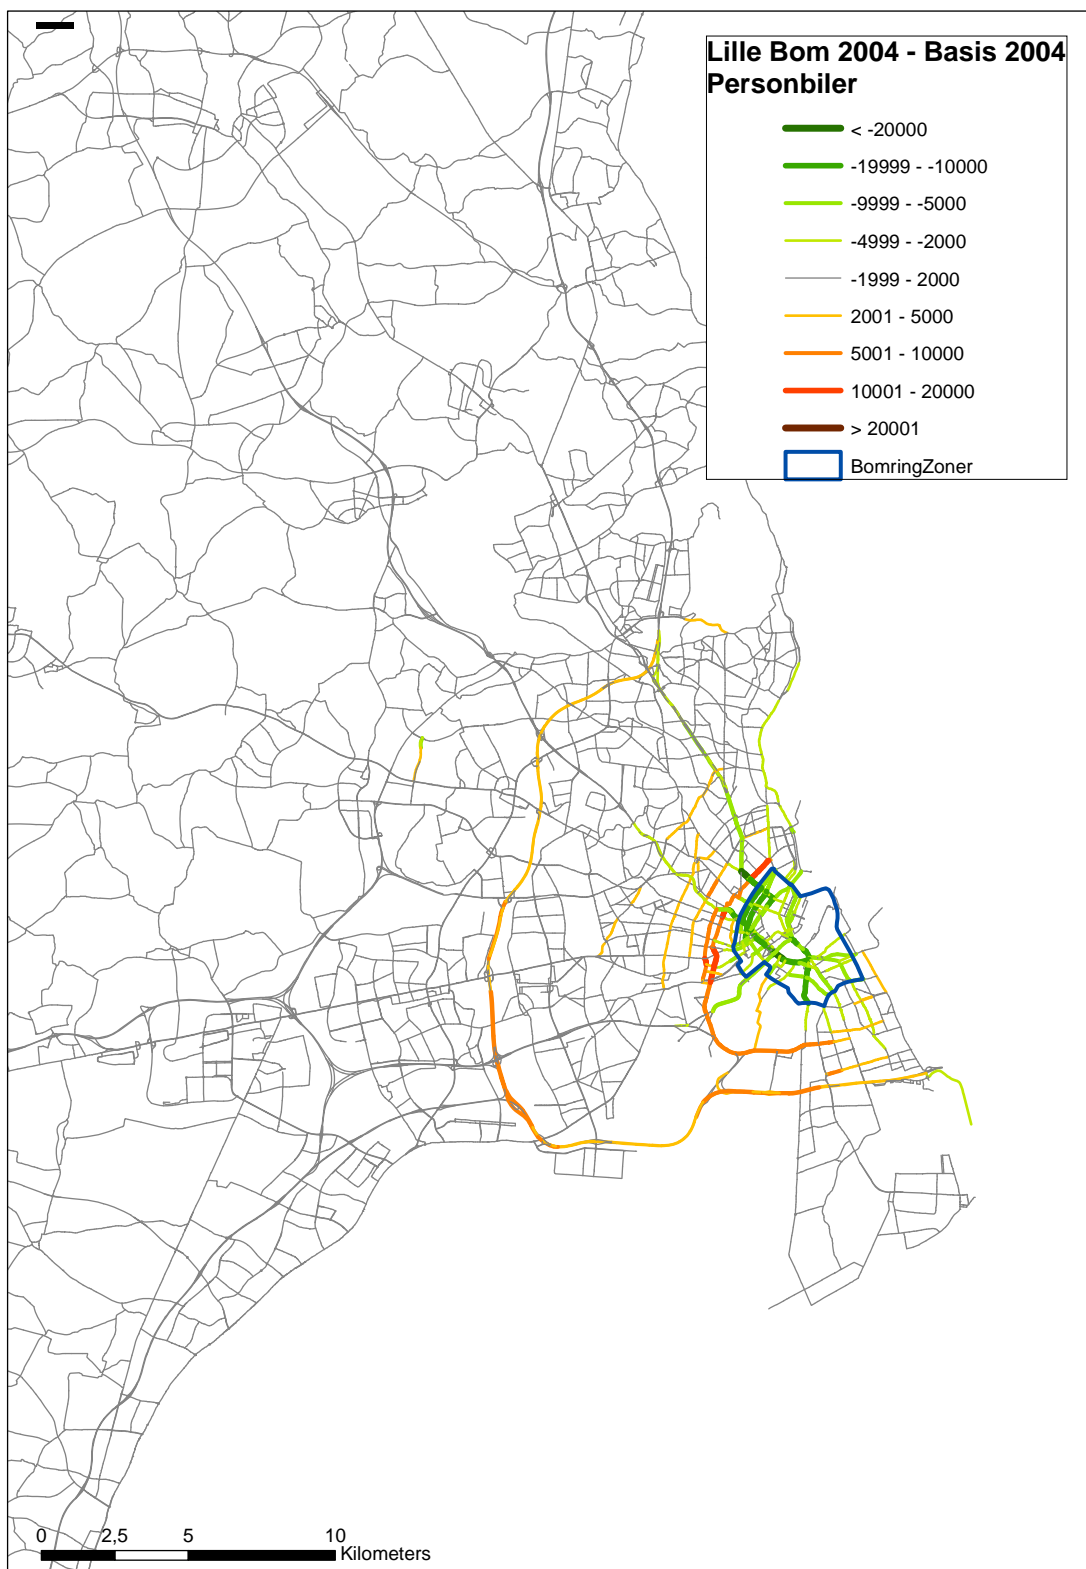 Lille Bom 2004 - Basis 2004
Personbiler
< -20000
-19999 - -10000
-9999 - -5000
-4999 - -2000
-1999 - 2000
2001 - 5000
5001 - 10000
10001 - 20000
> 20001
BomringZoner
0 2,5 5 10
Kilometers